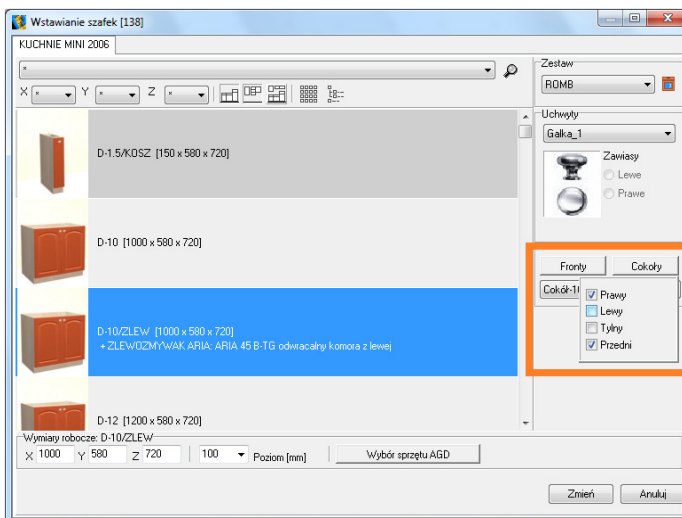 Wstawianie szafek [138]
KUCHNIE MINI 2006
*
X * Y * Z *
D-1.5/KOSZ [150 x 580 x 720]
D-10 [1000 x 580 x 720]
D-10/ZLEW [1000 x 580 x 720]
+ ZLEWOZMYWAK ARIA: ARIA 45 B-TG odwracalny komora z lewej
D-12 [1200 x 580 x 720]
Wymiary robocze: D-10/ZLEW
X 1000 Y 580 Z 720 100 Poziom [mm] Wybór sprzętu AGD
Zestaw
ROMB
Uchwyty
Galka_1
Zawiasy
Lewe
Prawe
Fronty Cokoły
Prawy
Lewy
Tylny
Przedni
Zmień Anuluj